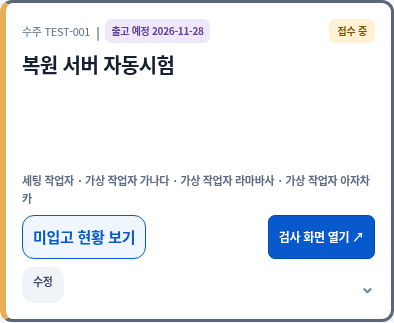 수주 TEST-001 | 출고 예정 2026-11-28 접수 중
복원 서버 자동시험
세팅 작업자 · 가상 작업자 가나다 · 가상 작업자 라마바사 · 가상 작업자 아자차
카
미입고 현황 보기 검사 화면 열기 ↗
수정